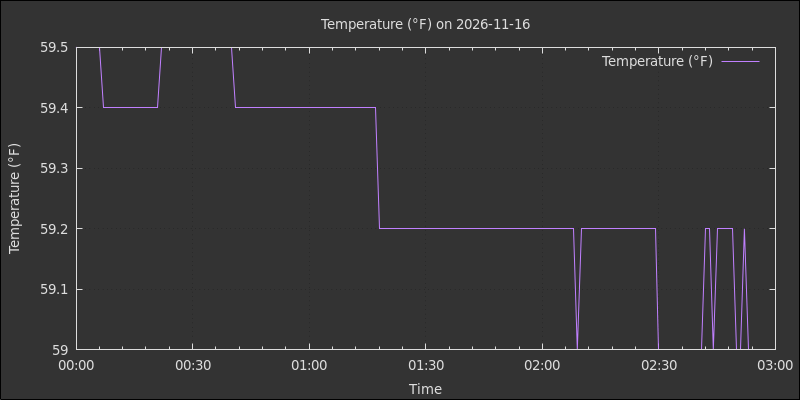 Temperature (°F) on 2026-11-16
Temperature (°F)
59.5
59.4
59.3
59.2
59.1
59
Temperature (°F)
00:00 00:30 01:00 01:30 02:00 02:30 03:00
Time